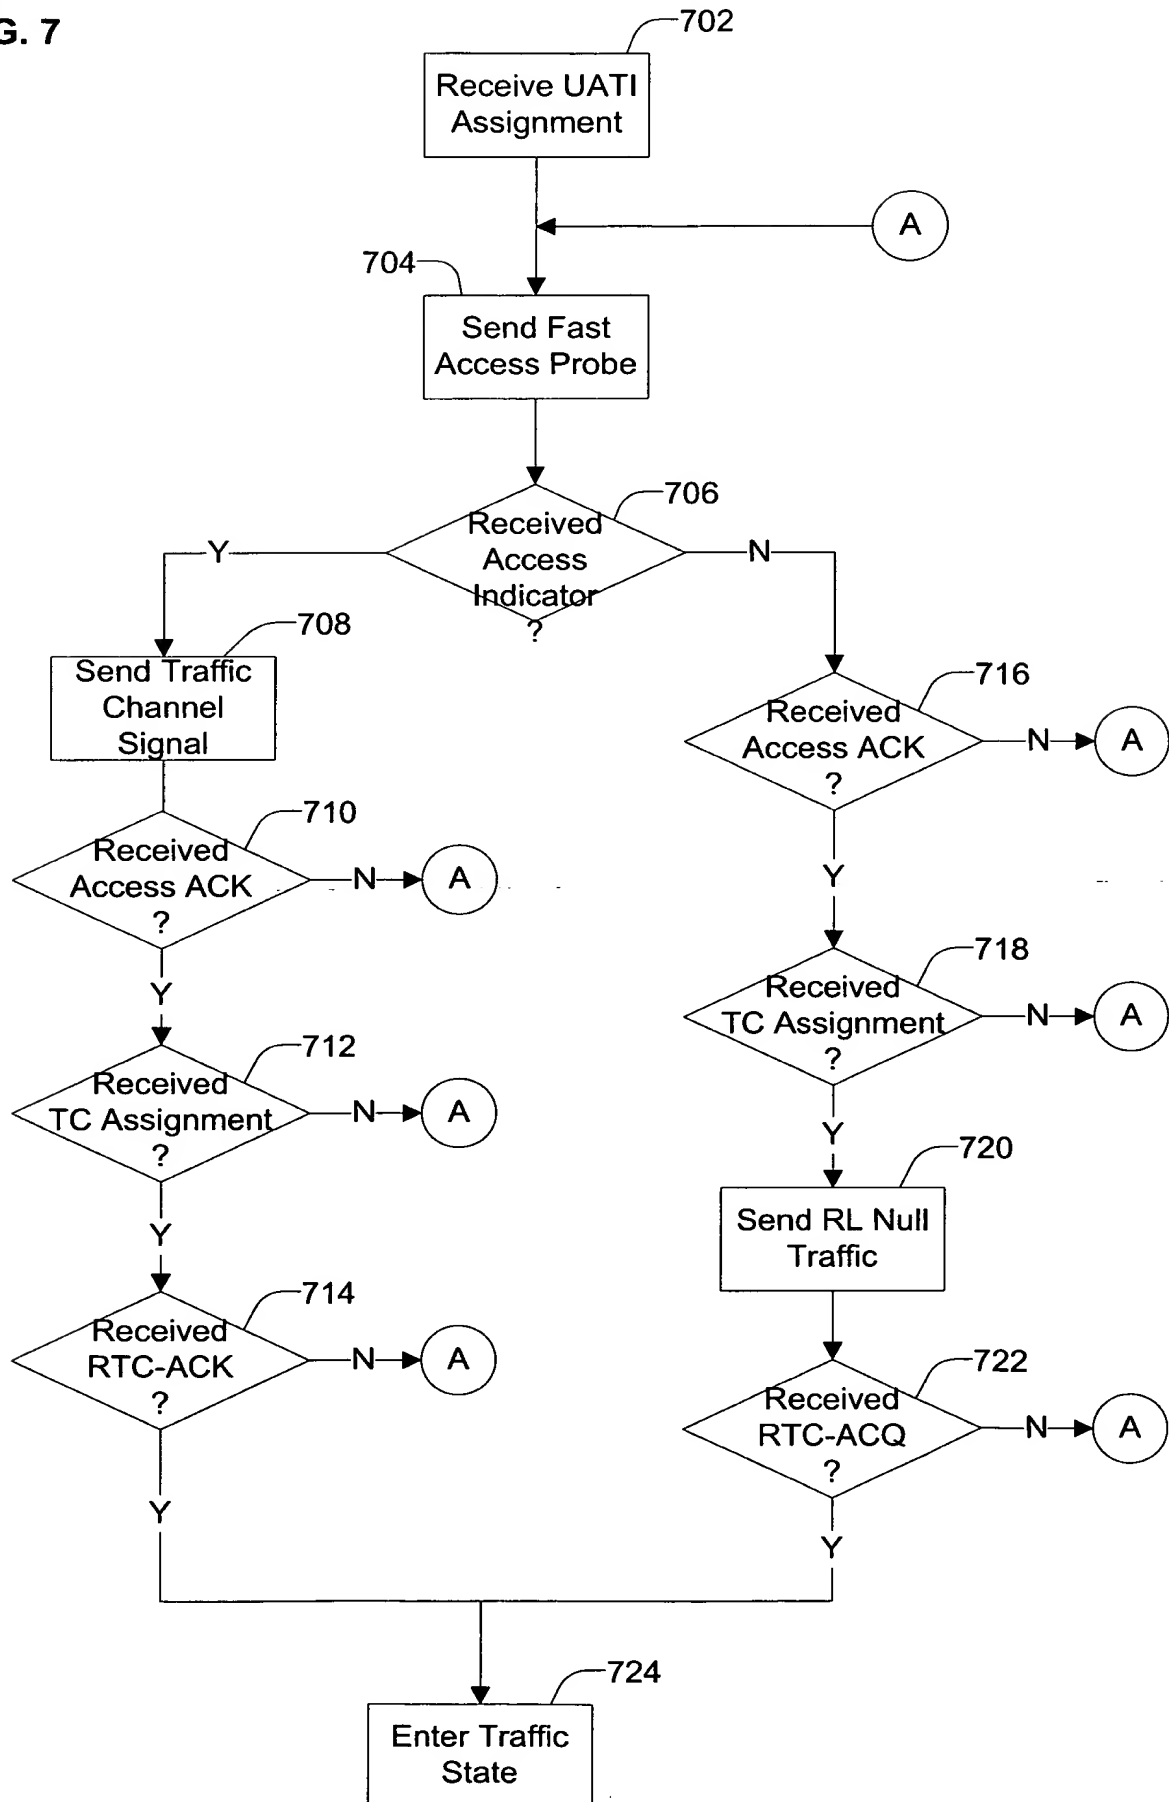 G. 7
702
Receive UATI
Assignment
A
704
Send Fast
Access Probe
706
Received
Access
Indicator
?
Y
N
708
Send Traffic
Channel
Signal
716
Received
Access ACK
?
N
A
710
Received
Access ACK
?
N
A
Y
Y
718
Received
TC Assignment
?
N
A
712
Received
TC Assignment
?
N
A
Y
720
Send RL Null
Traffic
Y
714
Received
RTC-ACK
?
N
A
722
Received
RTC-ACQ
?
N
A
Y
Y
724
Enter Traffic
State